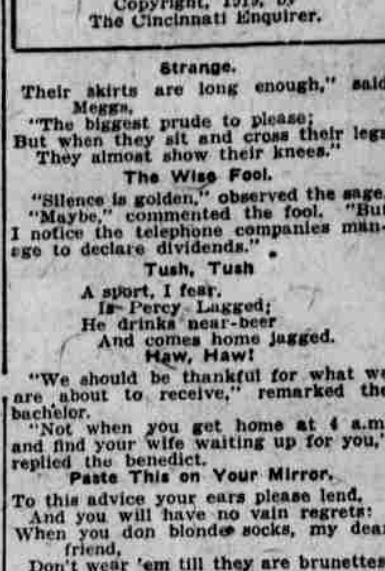 Copyright, 1919, by
The Cincinnati Enquirer.
Strange.
Their skirts are long enough," said
Meggs,
"The biggest prude to please;
But when they sit and cross their legs
They almost show their knees."
The Wise Fool.
"Silence is golden," observed the sage.
"Maybe," commented the fool. "But
I notice the telephone companies man-
age to declare dividends."
Tush, Tush
A sport, I fear.
Is Percy Lagged;
He drinks near-beer
And comes home jagged.
Haw, Haw!
"We should be thankful for what we
are about to receive," remarked the
bachelor.
"Not when you get home at 4 a.m.
and find your wife waiting up for you,"
replied the benedict.
Paste This on Your Mirror.
To this advice your ears please lend,
And you will have no vain regrets:
When you don blonde socks, my dear
friend,
Don't wear 'em till they are brunettes